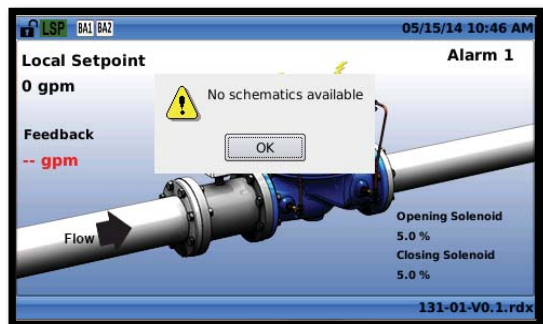 LSP BA1 BA2 05/15/14 10:46 AM
Local Setpoint
Alarm 1
0 gpm
No schematics available
OK
Feedback
-- gpm
Flow
Opening Solenoid
5.0 %
Closing Solenoid
5.0 %
131-01-V0.1.rdx